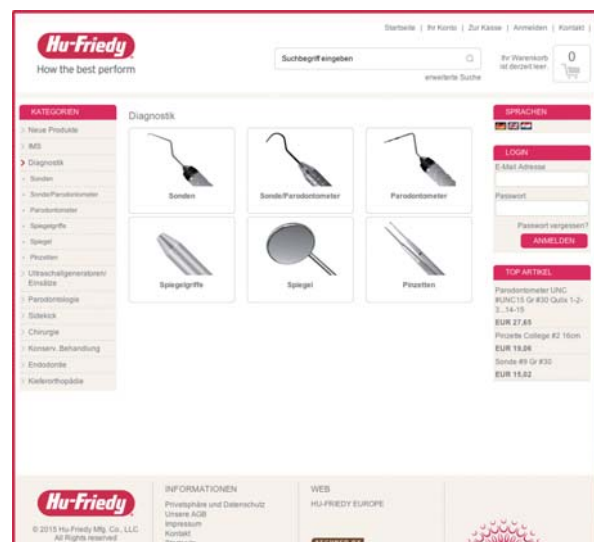 Startseite | Ihr Konto | Zur Kasse | Anmelden | Kontakt |
Hu-Friedy
How the best perform
Suchbegriff eingeben
erweiterte Suche
Ihr Warenkorb
ist derzeit leer.
0
KATEGORIEN
Neue Produkte
IMS
Diagnostik
Sonden
Sonde/Parodontometer
Parodontometer
Spiegelgriffe
Spiegel
Pinzetten
Ultraschallgeneratoren/
Einsätze
Parodontologie
Sidekick
Chirurgie
Konserv. Behandlung
Endodontie
Kieferorthopädie
Diagnostik
Sonden
Sonde/Parodontometer
Parodontometer
Spiegelgriffe
Spiegel
Pinzetten
SPRACHEN
LOGIN
E-Mail Adresse
Passwort
Passwort vergessen?
ANMELDEN
TOP ARTIKEL
Parodontometer UNC
#UNC15 Gr #30 Qulix 1-2-
3...14-15
EUR 27,65
Pinzette College #2 16cm
EUR 19,06
Sonde #9 Gr #30
EUR 15,02
Hu-Friedy
© 2015 Hu-Friedy Mfg. Co., LLC
All Rights reserved
INFORMATIONEN
Privatsphäre und Datenschutz
Unsere AGB
Impressum
Kontakt
WEB
HU-FRIEDY EUROPE